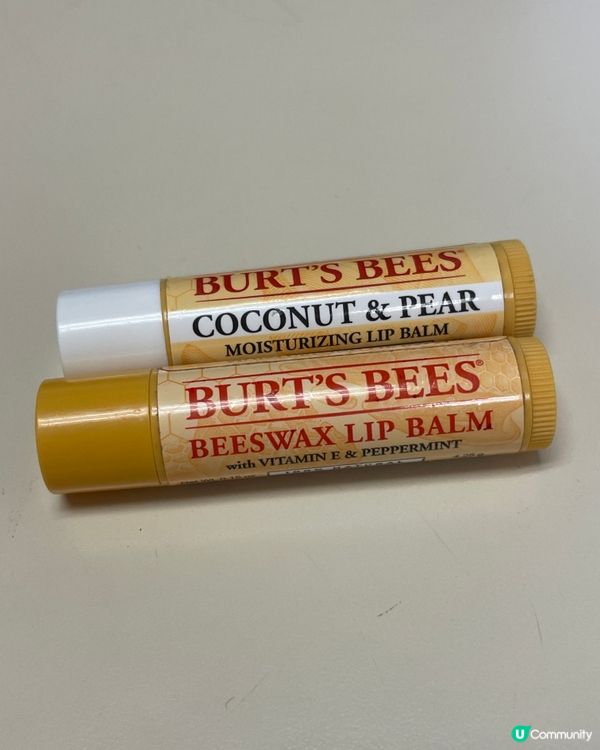 BURT'S BEES
COCONUT & PEAR
MOISTURIZING LIP BALM
BURT'S BEES®
BEESWAX LIP BALM
with VITAMIN E & PEPPERMINT
U Community